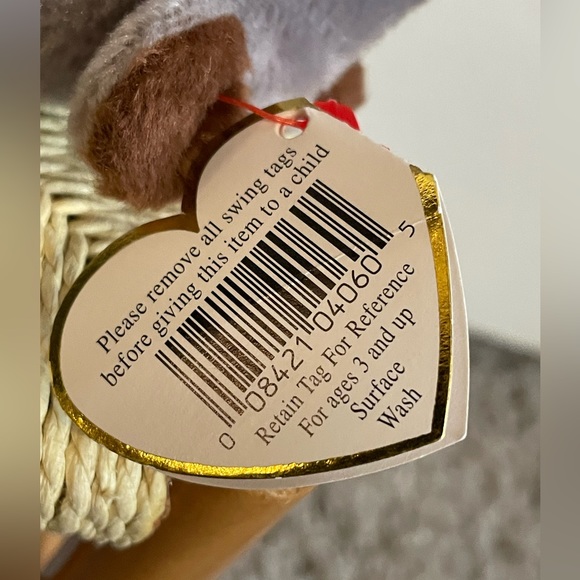 Please remove all swing tags
before giving this item to a child
0 08421 04060 5
Retain Tag For Reference
For ages 3 and up
Surface
Wash